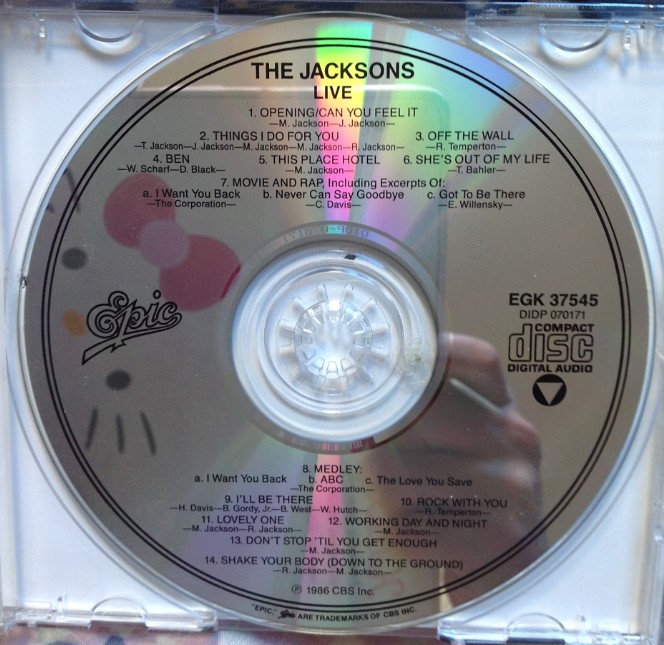 THE JACKSONS
LIVE
1. OPENING/CAN YOU FEEL IT
—M. Jackson—J. Jackson—
2. THINGS I DO FOR YOU 3. OFF THE WALL
—T. Jackson—J. Jackson—M. Jackson—M. Jackson—R. Jackson— —R. Temperton—
4. BEN 5. THIS PLACE HOTEL 6. SHE'S OUT OF MY LIFE
—W. Scharf—D. Black— —M. Jackson— —T. Bahler—
7. MOVIE AND RAP, Including Excerpts Of:
a. I Want You Back b. Never Can Say Goodbye c. Got To Be There
—The Corporation— —C. Davis— —E. Willensky—
Epic
EGK 37545
DIDP 070171
COMPACT
disc
DIGITAL AUDIO
8. MEDLEY:
a. I Want You Back b. ABC c. The Love You Save
—The Corporation—
9. I'LL BE THERE 10. ROCK WITH YOU
—H. Davis—B. Gordy, Jr.—B. West—W. Hutch— —R. Temperton—
11. LOVELY ONE 12. WORKING DAY AND NIGHT
—M. Jackson—R. Jackson— —M. Jackson—
13. DON'T STOP 'TIL YOU GET ENOUGH
—M. Jackson—
14. SHAKE YOUR BODY (DOWN TO THE GROUND)
—R. Jackson—M. Jackson—
℗ 1986 CBS Inc.
"EPIC," Epic ARE TRADEMARKS OF CBS INC.